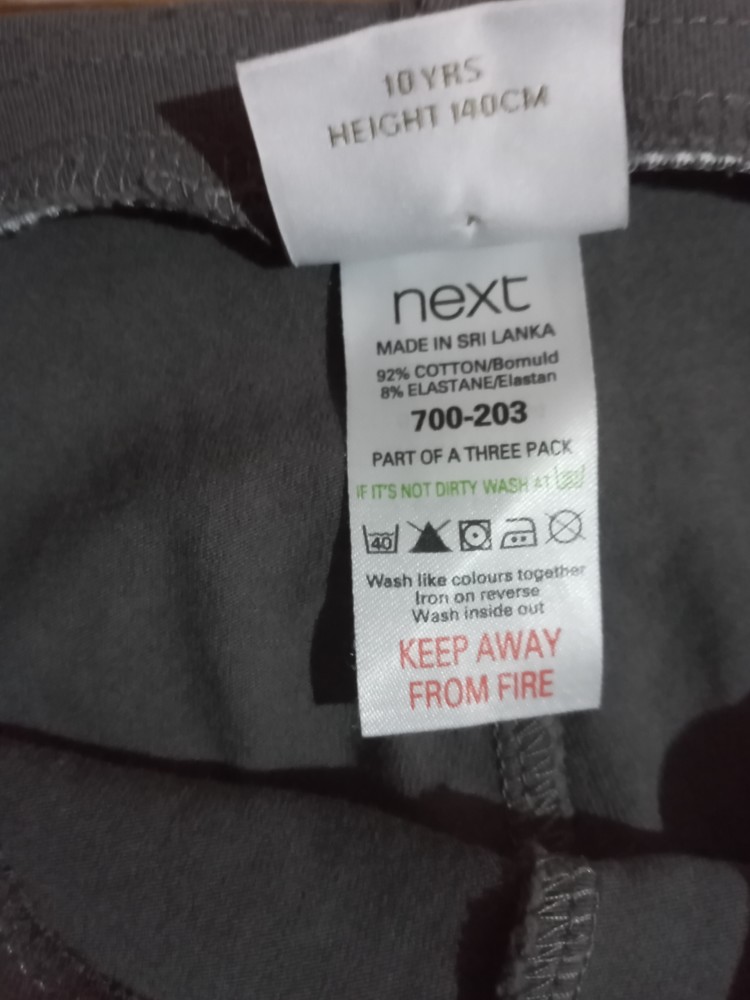 10 YRS
HEIGHT 140CM
next
MADE IN SRI LANKA
92% COTTON/Bomuld
8% ELASTANE/Elastan
700-203
PART OF A THREE PACK
IF IT'S NOT DIRTY WASH AT
40
Wash like colours together
Iron on reverse
Wash inside out
KEEP AWAY
FROM FIRE